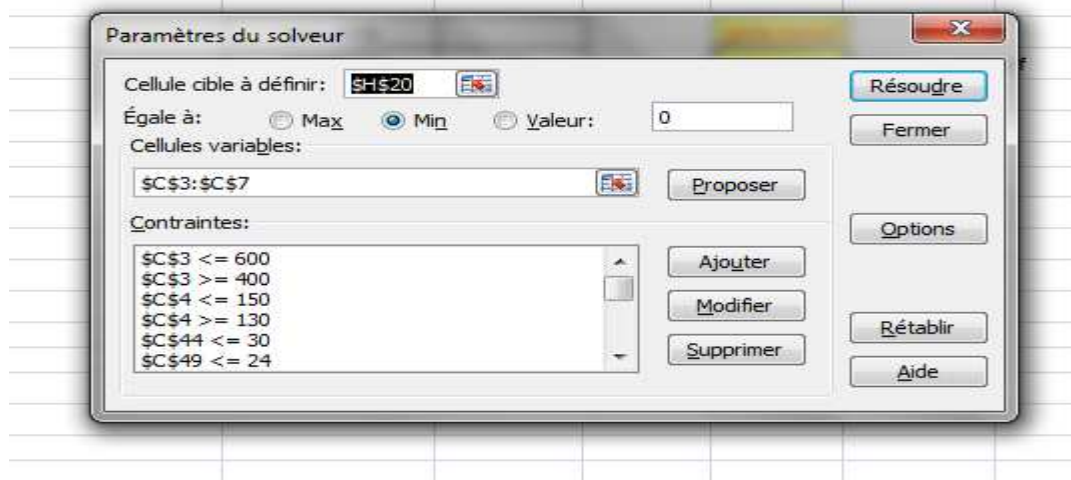 Paramètres du solveur
Cellule cible à définir: $H$20
Égale à: Max Min Valeur: 0
Cellules variables:
$C$3:$C$7
Proposer
Contraintes:
$C$3 <= 600
$C$3 >= 400
$C$4 <= 150
$C$4 >= 130
$C$44 <= 30
$C$49 <= 24
Ajouter
Modifier
Supprimer
Résoudre
Fermer
Options
Rétablir
Aide